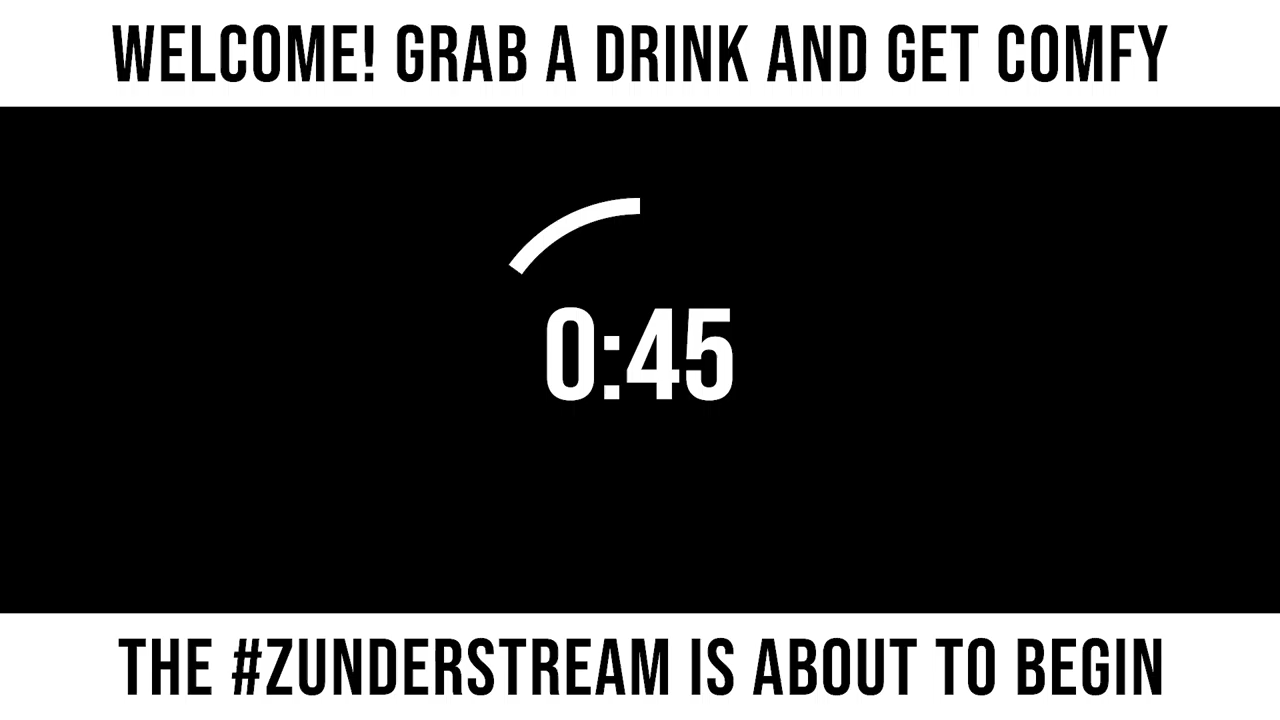 WELCOME! GRAB A DRINK AND GET COMFY
0:45
THE #ZUNDERSTREAM IS ABOUT TO BEGIN